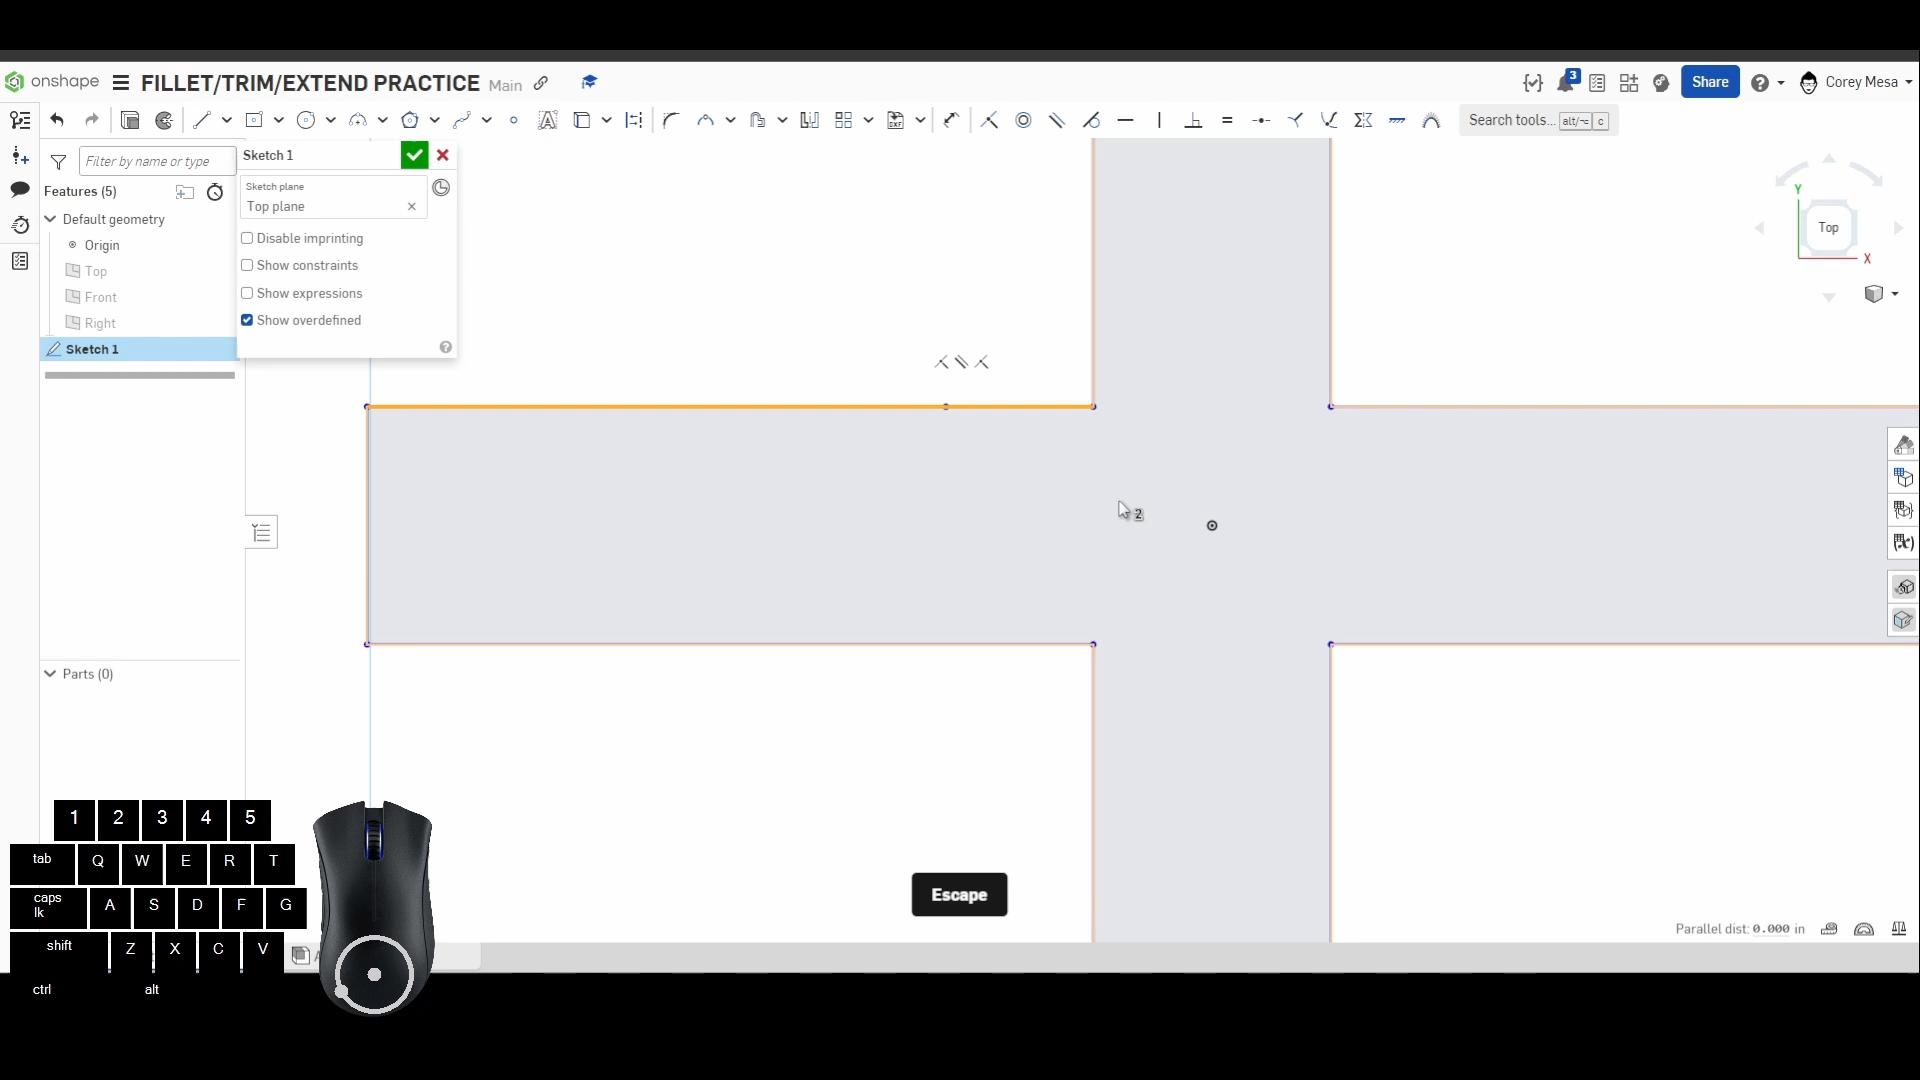 onshape FILLET/TRIM/EXTEND PRACTICE Main 3 Share Corey Mesa
Search tools... alt/⌥ c
Filter by name or type
Features (5)
Default geometry
Origin
Top
Front
Right
Sketch 1
Parts (0)
Sketch 1
Sketch plane
Top plane
Disable imprinting
Show constraints
Show expressions
Show overdefined
Y
Top
X
2
(x)
1 2 3 4 5
tab Q W E R T
caps lk A S D F G
shift Z X C V
ctrl alt
Escape
Parallel dist: 0.000 in